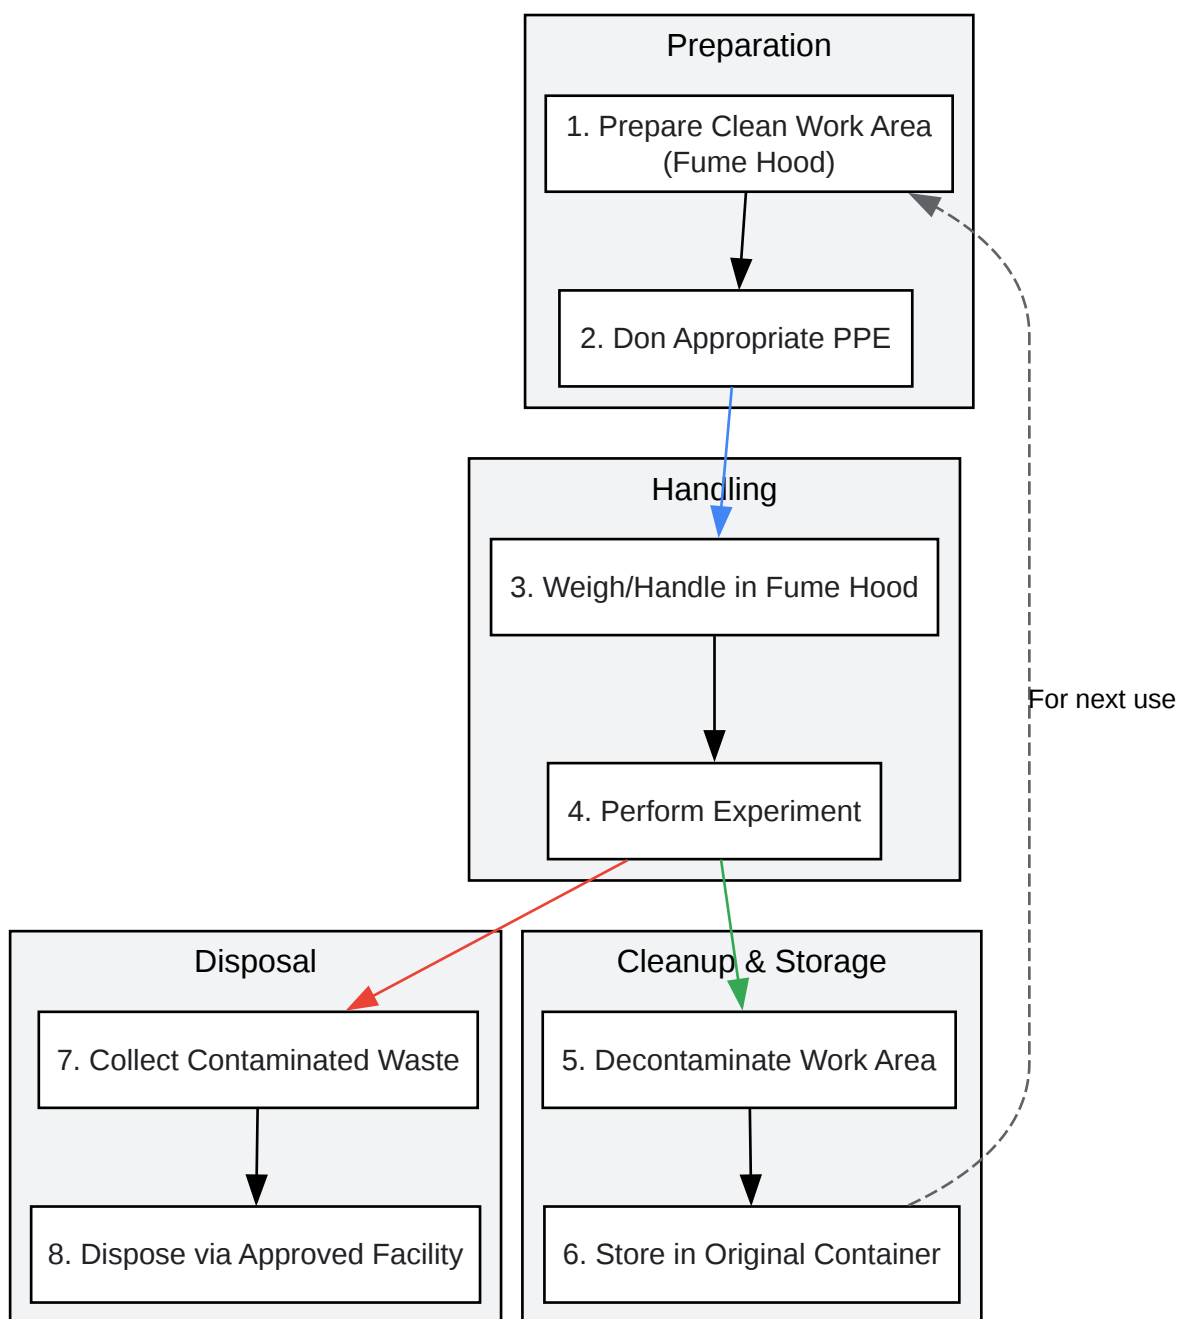 Preparation
1. Prepare Clean Work Area
(Fume Hood)
2. Don Appropriate PPE
Handling
3. Weigh/Handle in Fume Hood
For next use
4. Perform Experiment
Disposal
7. Collect Contaminated Waste
8. Dispose via Approved Facility
Cleanup & Storage
5. Decontaminate Work Area
6. Store in Original Container